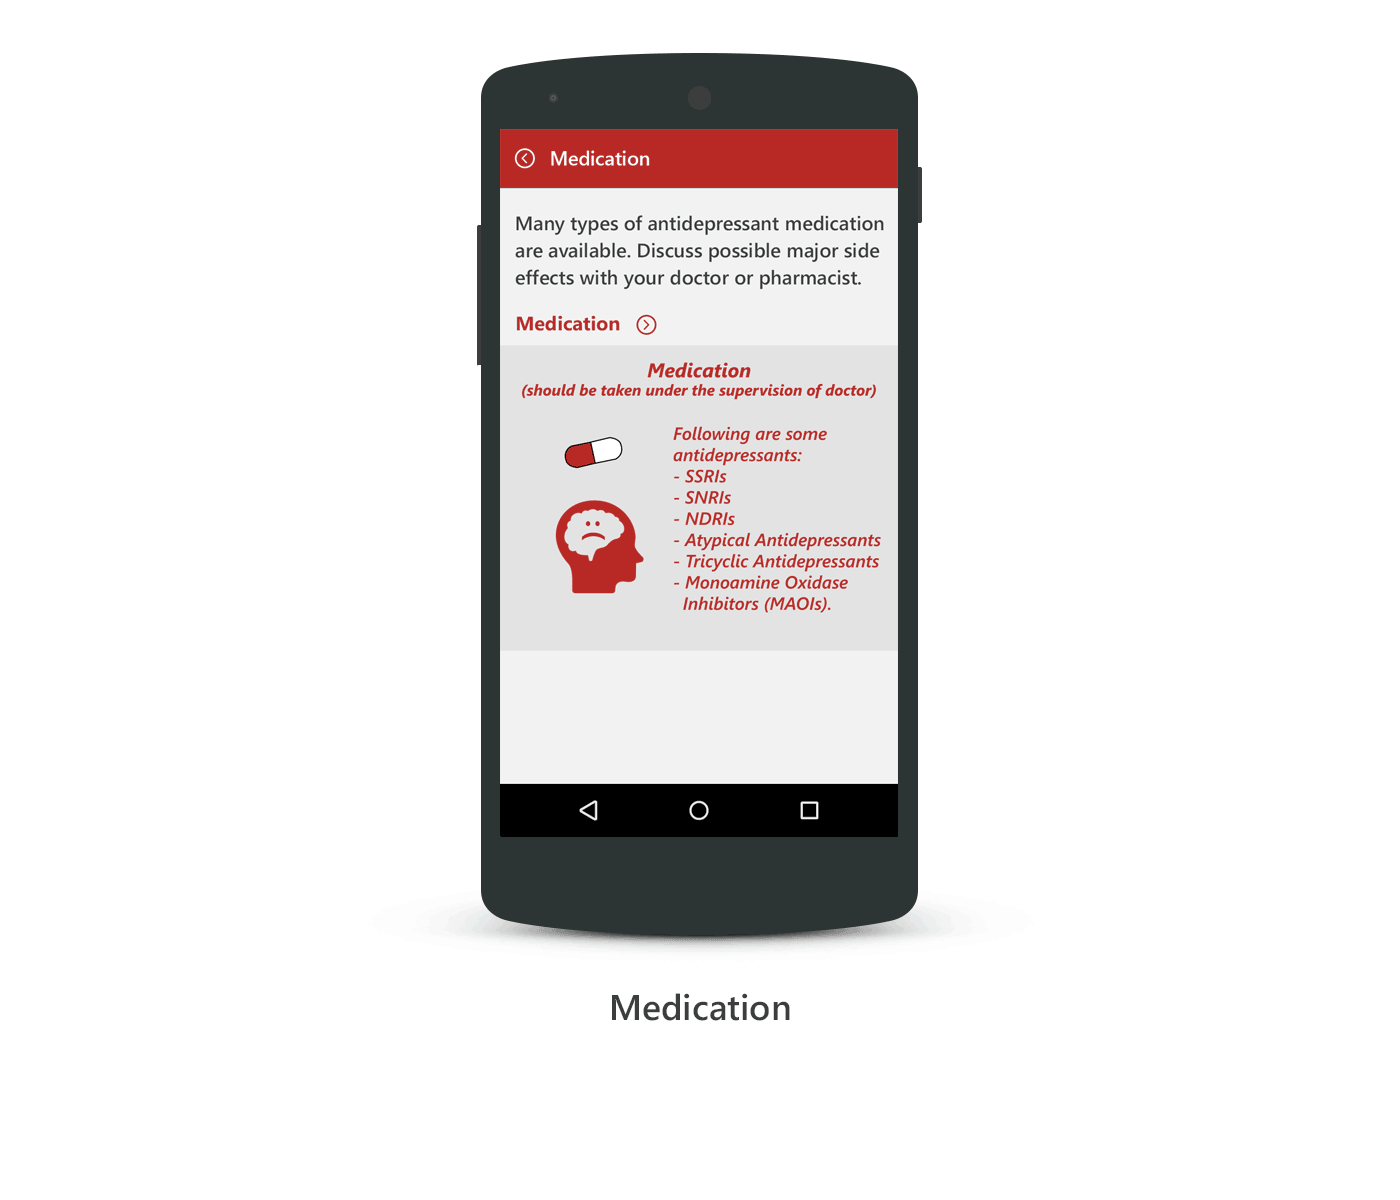 Medication
Many types of antidepressant medication
are available. Discuss possible major side
effects with your doctor or pharmacist.
Medication
Medication
(should be taken under the supervision of doctor)
Following are some
antidepressants:
- SSRIs
- SNRIs
- NDRIs
- Atypical Antidepressants
- Tricyclic Antidepressants
- Monoamine Oxidase
Inhibitors (MAOIs).
Medication